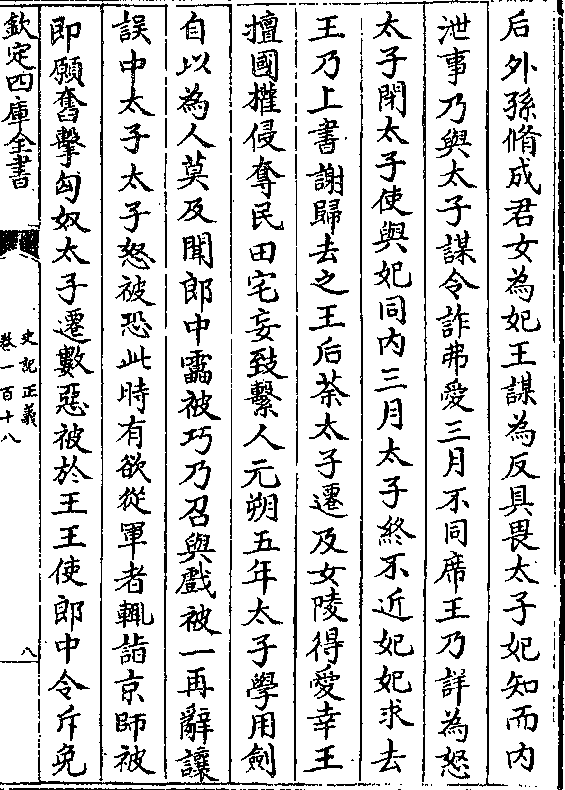 后外孫脩成君女為妃王謀為反具畏太子妃知而内
泄事乃與太子謀令詐弗愛三月不同席王乃詳為怒
太子閉太子使與妃同内三月太子終不近妃妃求去
王乃上書謝歸去之王后荼太子遷及女陵得愛幸王
擅國權侵奪民田宅妄致繫人元朔五年太子學用劍
自以為人莫及聞郎中靁被巧乃召與戲被一再辭讓
誤中太子太子怒被恐此時有欲從軍者輒詣京師被
即願奮擊匈奴太子遷數惡被於王王使郎中令斥免
欽定四庫全書
史記正義
卷一百十八
八